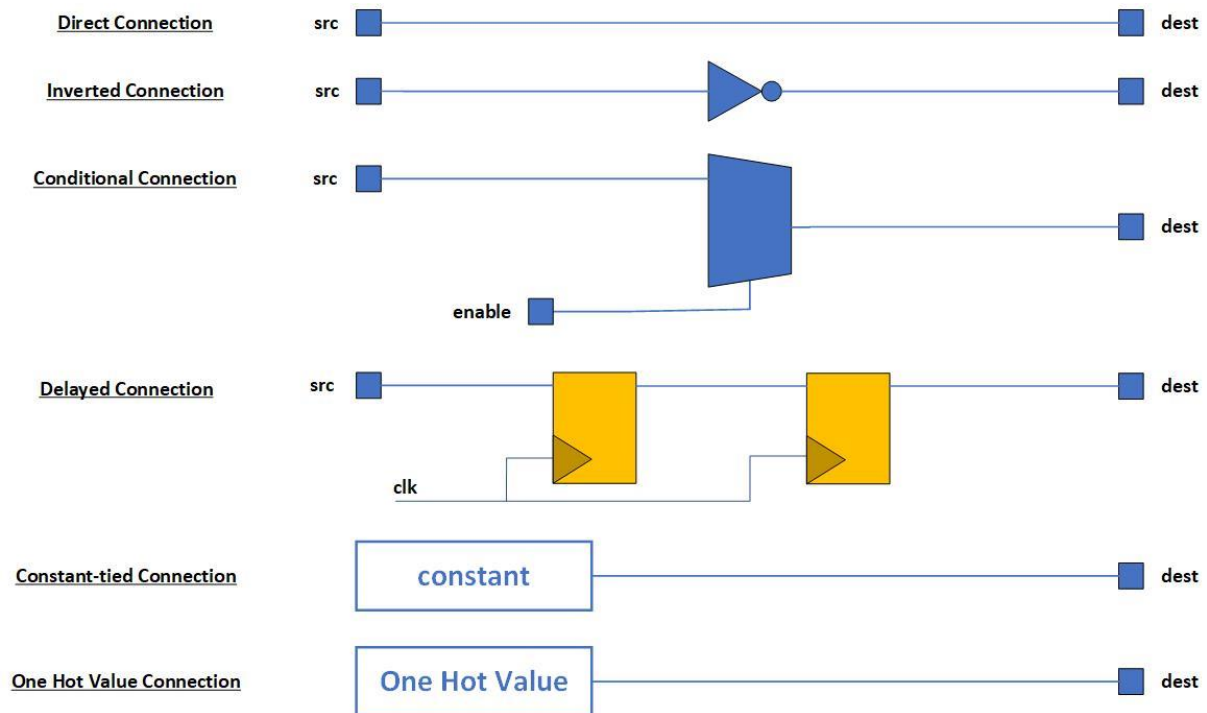 Direct Connection src dest
Inverted Connection src dest
Conditional Connection src dest
enable
Delayed Connection src dest
clk
Constant-tied Connection constant dest
One Hot Value Connection One Hot Value dest